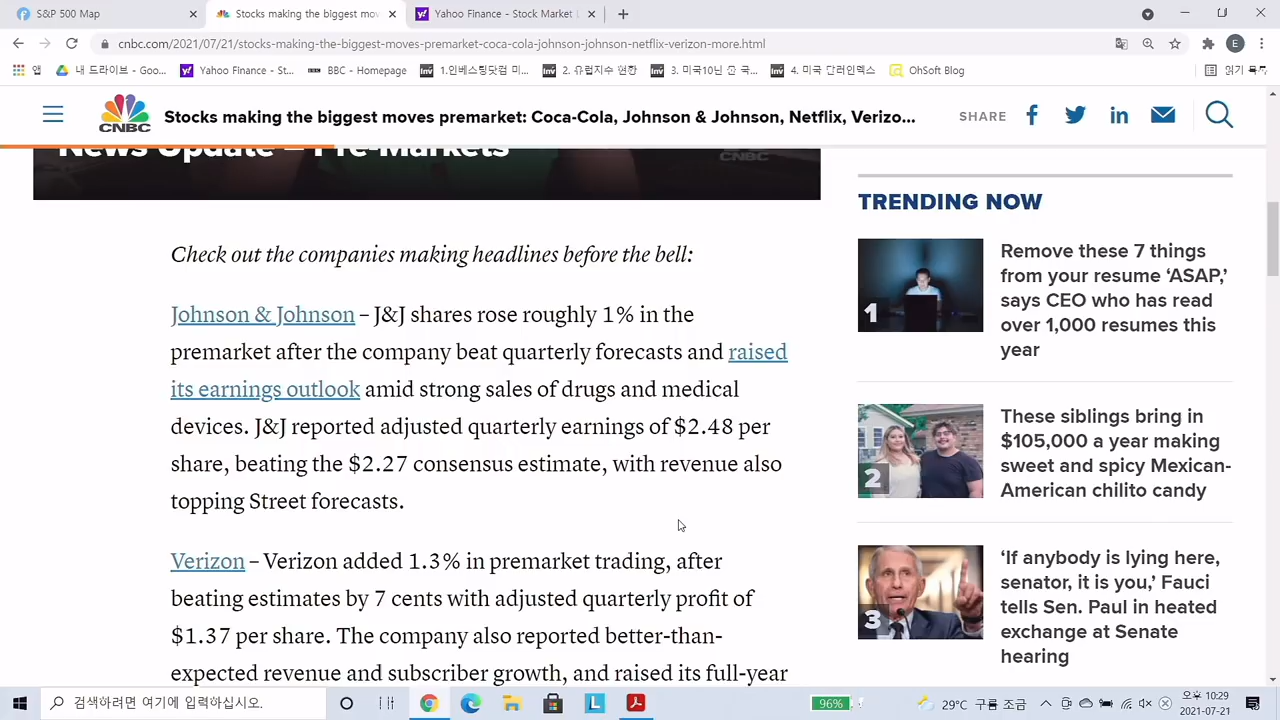 S&P 500 Map
Stocks making the biggest mov
Yahoo Finance - Stock Market L
cnbc.com/2021/07/21/stocks-making-the-biggest-moves-premarket-coca-cola-johnson-johnson-netflix-verizon-more.html
E
앱
내 드라이브 - Goo...
Yahoo Finance - St...
BBC - Homepage
1.인베스팅닷컴 미...
2. 유럽지수 현황
3. 미국10년 준 국...
4. 미국 단러인덱스
OhSoft Blog
읽기 목록
CNBC
Stocks making the biggest moves premarket: Coca-Cola, Johnson & Johnson, Netflix, Verizo...
SHARE
News Update – Pre-Markets
CNBC
Check out the companies making headlines before the bell:
Johnson & Johnson – J&J shares rose roughly 1% in the
premarket after the company beat quarterly forecasts and raised
its earnings outlook amid strong sales of drugs and medical
devices. J&J reported adjusted quarterly earnings of $2.48 per
share, beating the $2.27 consensus estimate, with revenue also
topping Street forecasts.
Verizon – Verizon added 1.3% in premarket trading, after
beating estimates by 7 cents with adjusted quarterly profit of
$1.37 per share. The company also reported better-than-
expected revenue and subscriber growth, and raised its full-year
TRENDING NOW
1
Remove these 7 things
from your resume ‘ASAP,’
says CEO who has read
over 1,000 resumes this
year
2
These siblings bring in
$105,000 a year making
sweet and spicy Mexican-
American chilito candy
3
‘If anybody is lying here,
senator, it is you,’ Fauci
tells Sen. Paul in heated
exchange at Senate
hearing
검색하려면 여기에 입력하십시오.
L
96%
29°C 구름 조금
오후 10:29
2021-07-21